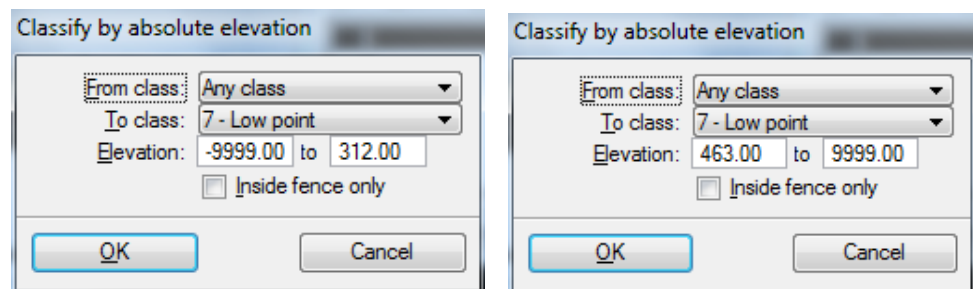 Classify by absolute elevation
From class: Any class
To class: 7 - Low point
Elevation: -9999.00 to 312.00
Inside fence only
OK Cancel
Classify by absolute elevation
From class: Any class
To class: 7 - Low point
Elevation: 463.00 to 9999.00
Inside fence only
OK Cancel